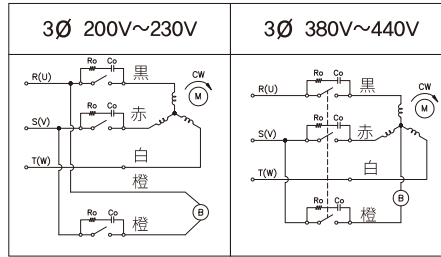 3Ø 200V～230V
Ro Co 黒
R(U)
CW
M
Ro Co 赤
S(V)
白
T(W)
橙
B
Ro Co 橙
3Ø 380V～440V
Ro Co 黒
R(U)
CW
M
Ro Co 赤
S(V)
白
T(W)
B
Ro Co 橙